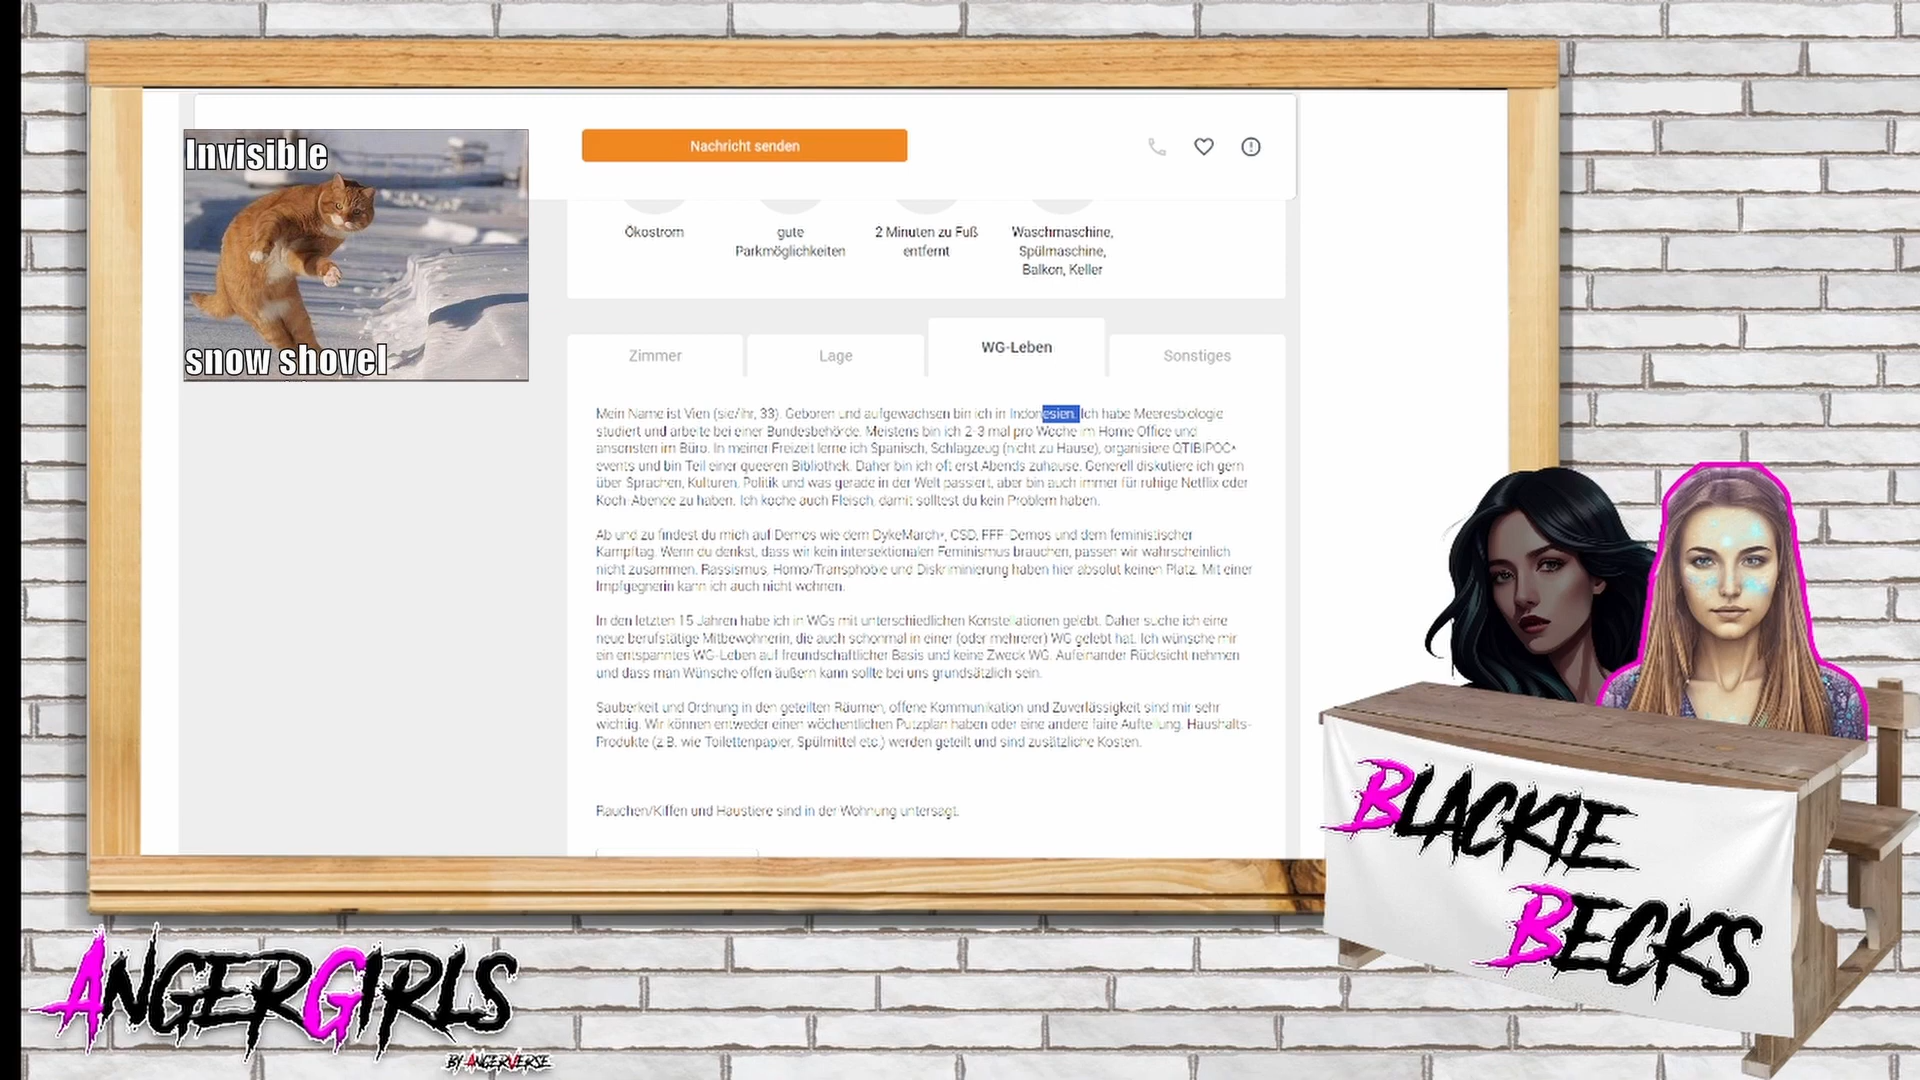 Invisible
snow shovel
Nachricht senden
Ökostrom
gute
Parkmöglichkeiten
2 Minuten zu Fuß
entfernt
Waschmaschine,
Spülmaschine,
Balkon, Keller
Zimmer
Lage
WG-Leben
Sonstiges
Mein Name ist Vien (sie/ihr, 33). Geboren und aufgewachsen bin ich in Indonesien. Ich habe Meeresbiologie
studiert und arbeite bei einer Bundesbehörde. Meistens bin ich 2-3 mal pro Woche im Home Office und
ansonsten im Büro. In meiner Freizeit lerne ich Spanisch, Schlagzeug (nicht zu Hause), organisiere QTIBIPOC*
events und bin Teil einer queeren Bibliothek. Daher bin ich oft erst Abends zuhause. Generell diskutiere ich gern
über Sprachen, Kulturen, Politik und was gerade in der Welt passiert, aber bin auch immer für ruhige Netflix oder
Koch-Abende zu haben. Ich koche auch Fleisch, damit solltest du kein Problem haben.
Ab und zu findest du mich auf Demos wie dem DykeMarch*, CSD, FFF-Demos und dem feministischer
Kampftag. Wenn du denkst, dass wir kein intersektionalen Feminismus brauchen, passen wir wahrscheinlich
nicht zusammen. Rassismus, Homo/Transphobie und Diskriminierung haben hier absolut keinen Platz. Mit einer
Impfgegnerin kann ich auch nicht wohnen.
In den letzten 15 Jahren habe ich in WGs mit unterschiedlichen Konstellationen gelebt. Daher suche ich eine
neue berufstätige Mitbewohnerin, die auch schonmal in einer (oder mehrerer) WG gelebt hat. Ich wünsche mir
ein entspanntes WG-Leben auf freundschaftlicher Basis und keine Zweck WG. Aufeinander Rücksicht nehmen
und dass man Wünsche offen äußern kann sollte bei uns grundsätzlich sein.
Sauberkeit und Ordnung in den geteilten Räumen, offene Kommunikation und Zuverlässigkeit sind mir sehr
wichtig. Wir können entweder einen wöchentlichen Putzplan haben oder eine andere faire Aufteilung. Haushalts-
Produkte (z.B. wie Toilettenpapier, Spülmittel etc.) werden geteilt und sind zusätzliche Kosten.
Rauchen/Kiffen und Haustiere sind in der Wohnung untersagt.
BLACKIE
BECKS
ANGERGIRLS
BY ANGERVERSE